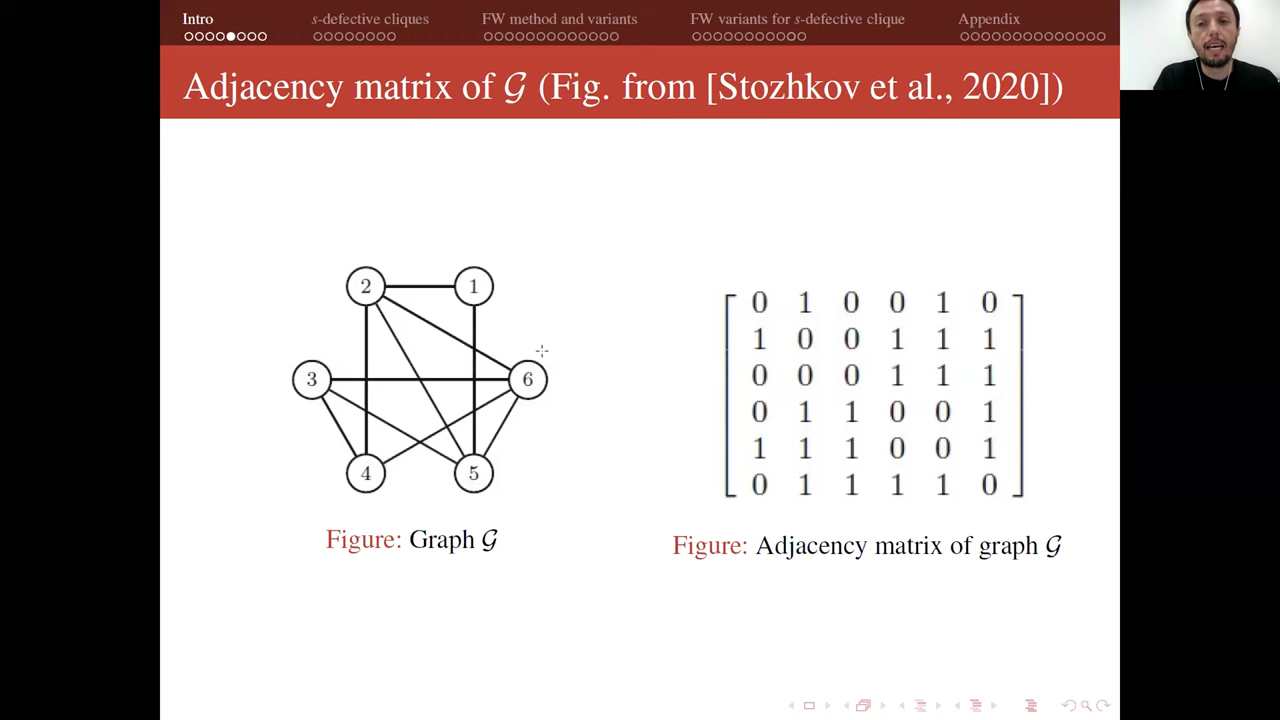 Intro s-defective cliques FW method and variants FW variants for s-defective clique Appendix
Adjacency matrix of 𝒢 (Fig. from [Stozhkov et al., 2020])
2 1
3 6
4 5
0 1 0 0 1 0
1 0 0 1 1 1
0 0 0 1 1 1
0 1 1 0 0 1
1 1 1 0 0 1
0 1 1 1 1 0
Figure: Graph 𝒢
Figure: Adjacency matrix of graph 𝒢